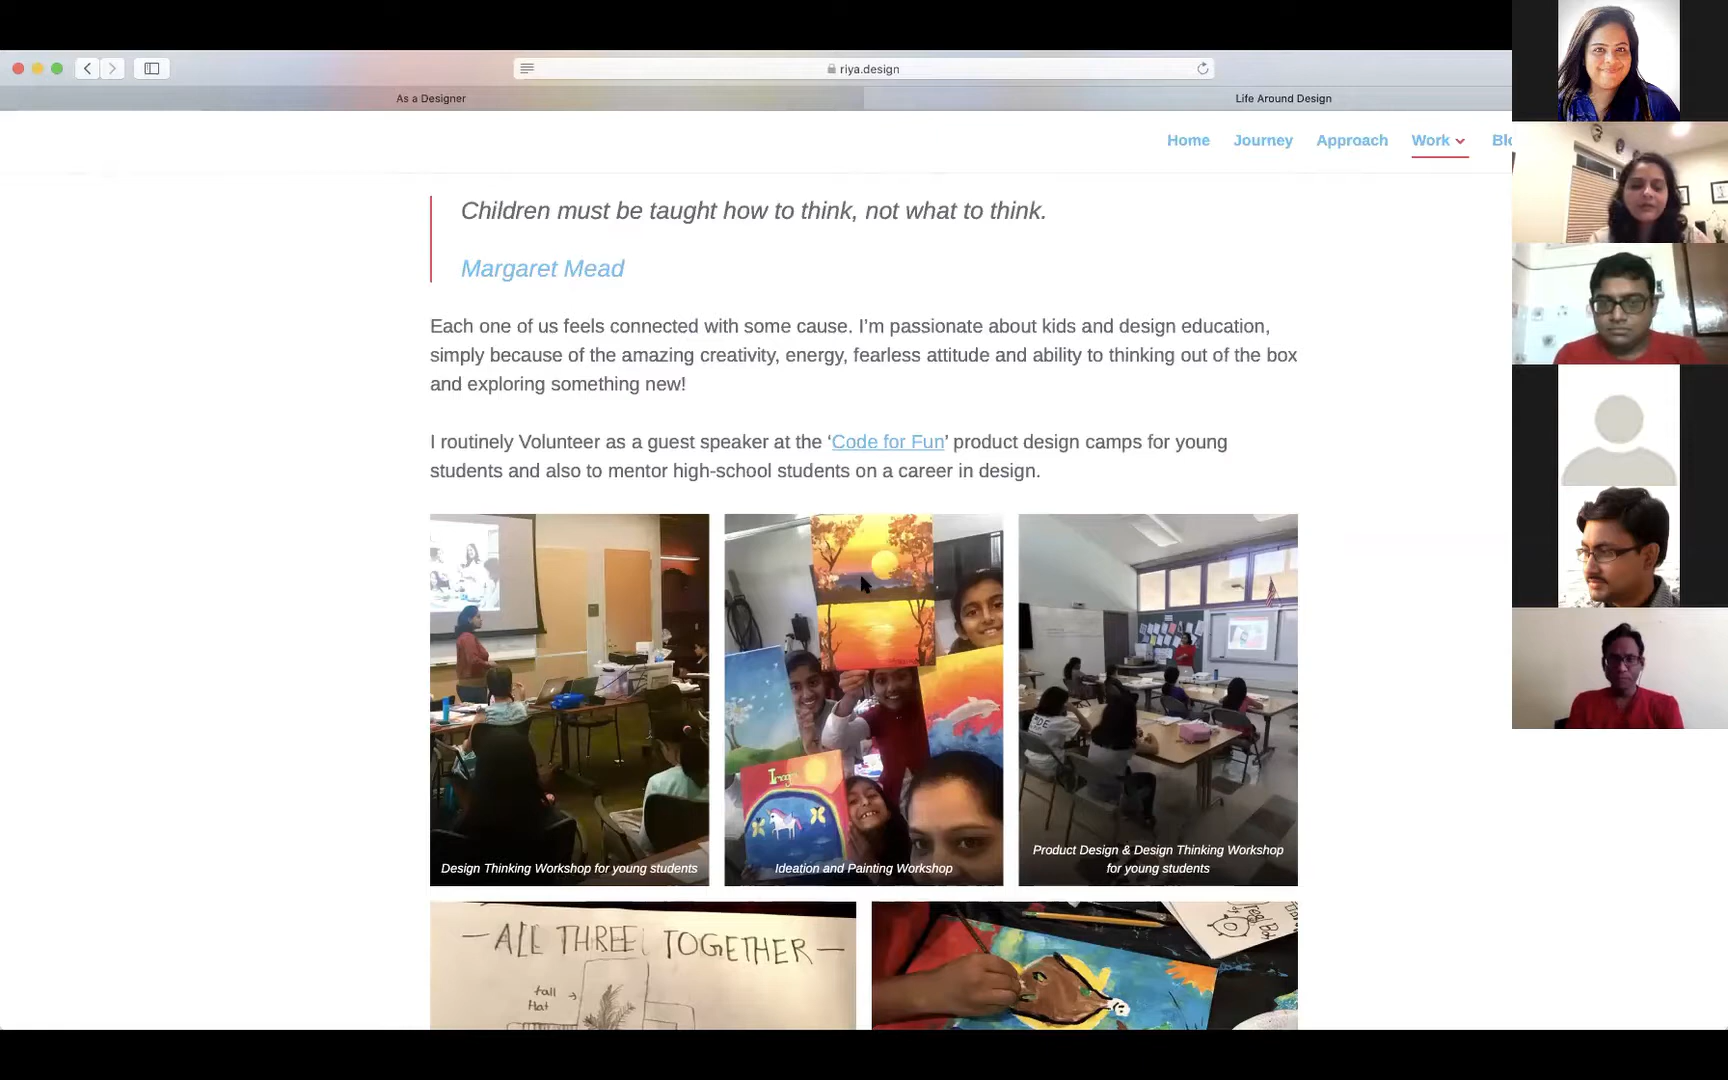 riya.design
As a Designer
Life Around Design
Home Journey Approach Work
Children must be taught how to think, not what to think.
Margaret Mead
Each one of us feels connected with some cause. I’m passionate about kids and design education,
simply because of the amazing creativity, energy, fearless attitude and ability to thinking out of the box
and exploring something new!
I routinely Volunteer as a guest speaker at the ‘Code for Fun’ product design camps for young
students and also to mentor high-school students on a career in design.
Design Thinking Workshop for young students
Ideation and Painting Workshop
Product Design & Design Thinking Workshop
for young students
— ALL THREE TOGETHER —
tall
Hat